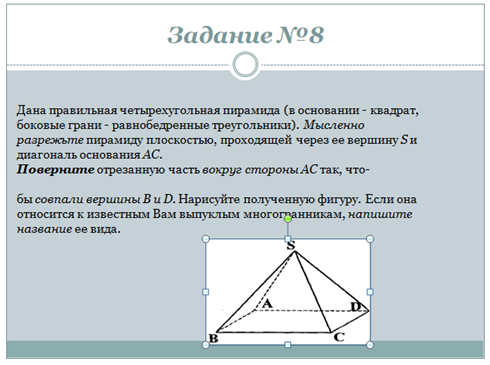 Задание №8
Дана правильная четырехугольная пирамида (в основании - квадрат,
боковые грани - равнобедренные треугольники). Мысленно
разрежьте пирамиду плоскостью, проходящей через ее вершину S и
диагональ основания AC.
Поверните отрезанную часть вокруг стороны AC так, что-
бы совпали вершины B и D. Нарисуйте полученную фигуру. Если она
относится к известным Вам выпуклым многогранникам, напишите
название ее вида.
S
A
D
B
C